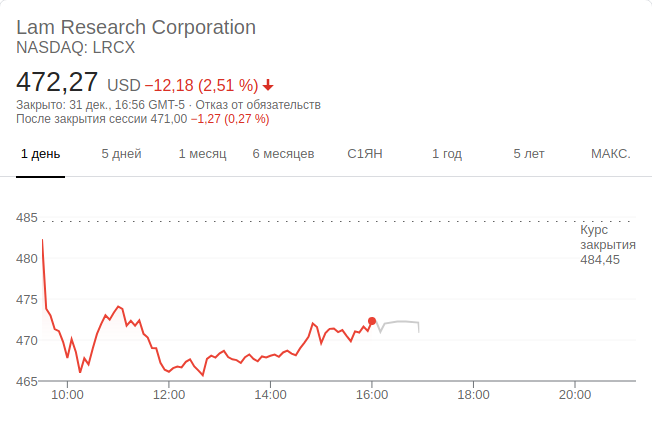 Lam Research Corporation
NASDAQ: LRCX
472,27 USD −12,18 (2,51 %)
Закрыто: 31 дек., 16:56 GMT-5 · Отказ от обязательств
После закрытия сессии 471,00 −1,27 (0,27 %)
1 день 5 дней 1 месяц 6 месяцев С1ЯН 1 год 5 лет МАКС.
485
Курс
закрытия
484,45
480
475
470
465
10:00 12:00 14:00 16:00 18:00 20:00